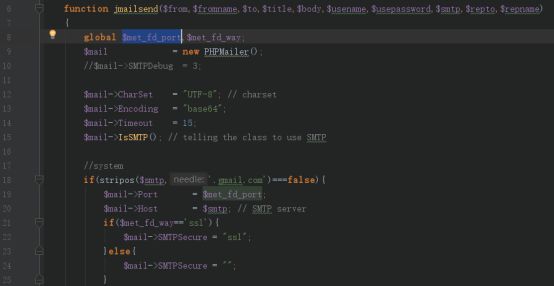 6 function jmailsend($from,$fromname,$to,$title,$body,$usename,$usepassword,$smtp,$repto,$repname)
7 {
8 global $met_fd_port,$met_fd_way;
9 $mail = new PHPMailer();
10 //$mail->SMTPDebug = 3;
11
12 $mail->CharSet = "UTF-8"; // charset
13 $mail->Encoding = "base64";
14 $mail->Timeout = 15;
15 $mail->IsSMTP(); // telling the class to use SMTP
16
17 //system
18 if(stripos($smtp, needle: '.gmail.com')===false){
19 $mail->Port = $met_fd_port;
20 $mail->Host = $smtp; // SMTP server
21 if($met_fd_way=='ssl'){
22 $mail->SMTPSecure = "ssl";
23 }else{
24 $mail->SMTPSecure = "";
25 }